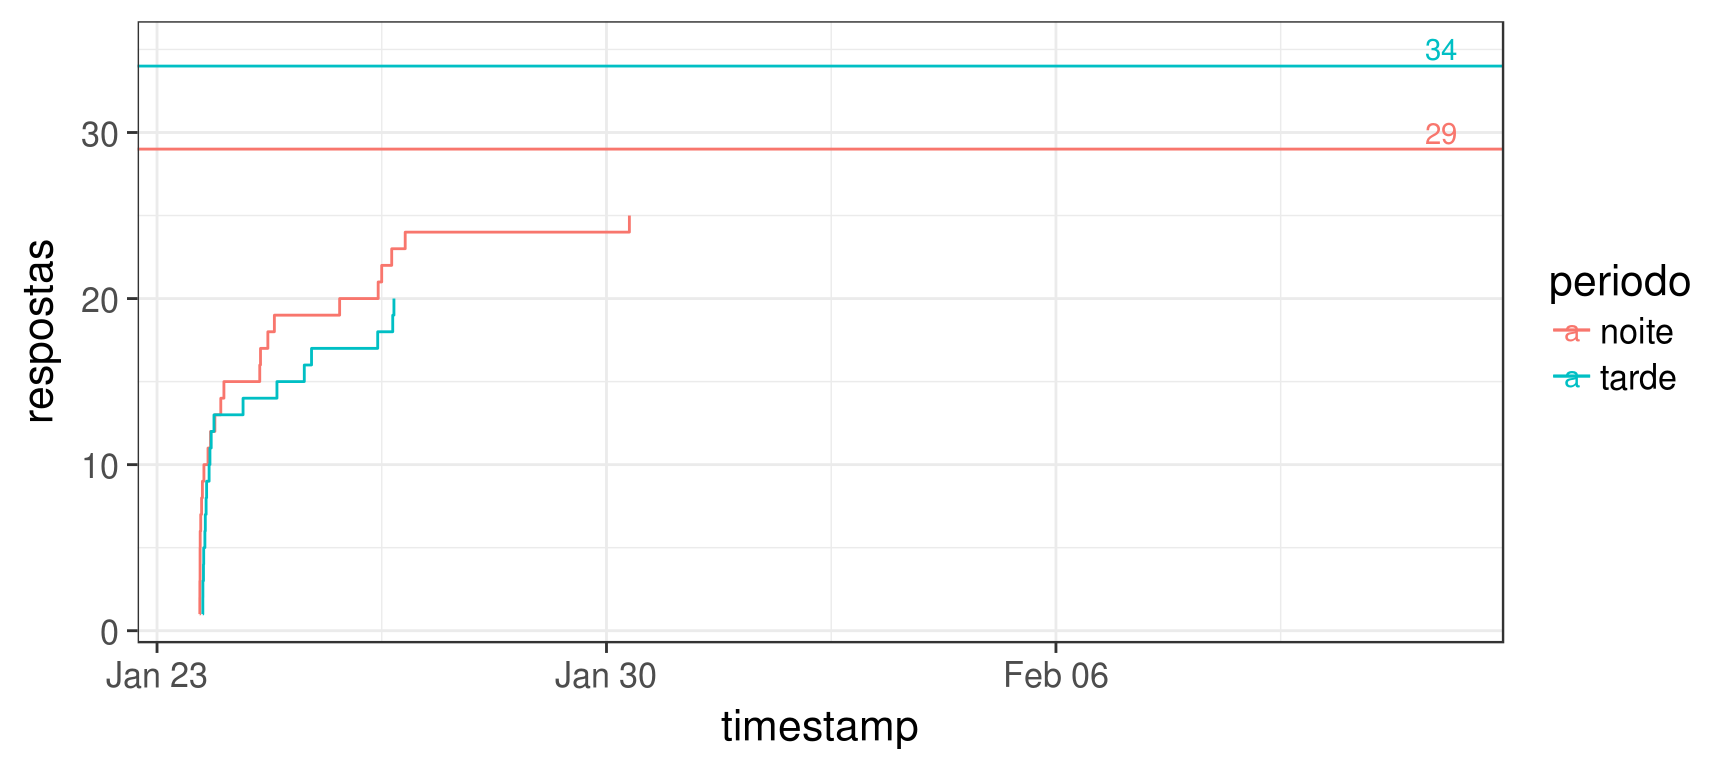 34
29
30
20
10
0
respostas
Jan 23
Jan 30
Feb 06
timestamp
periodo
a noite
a tarde